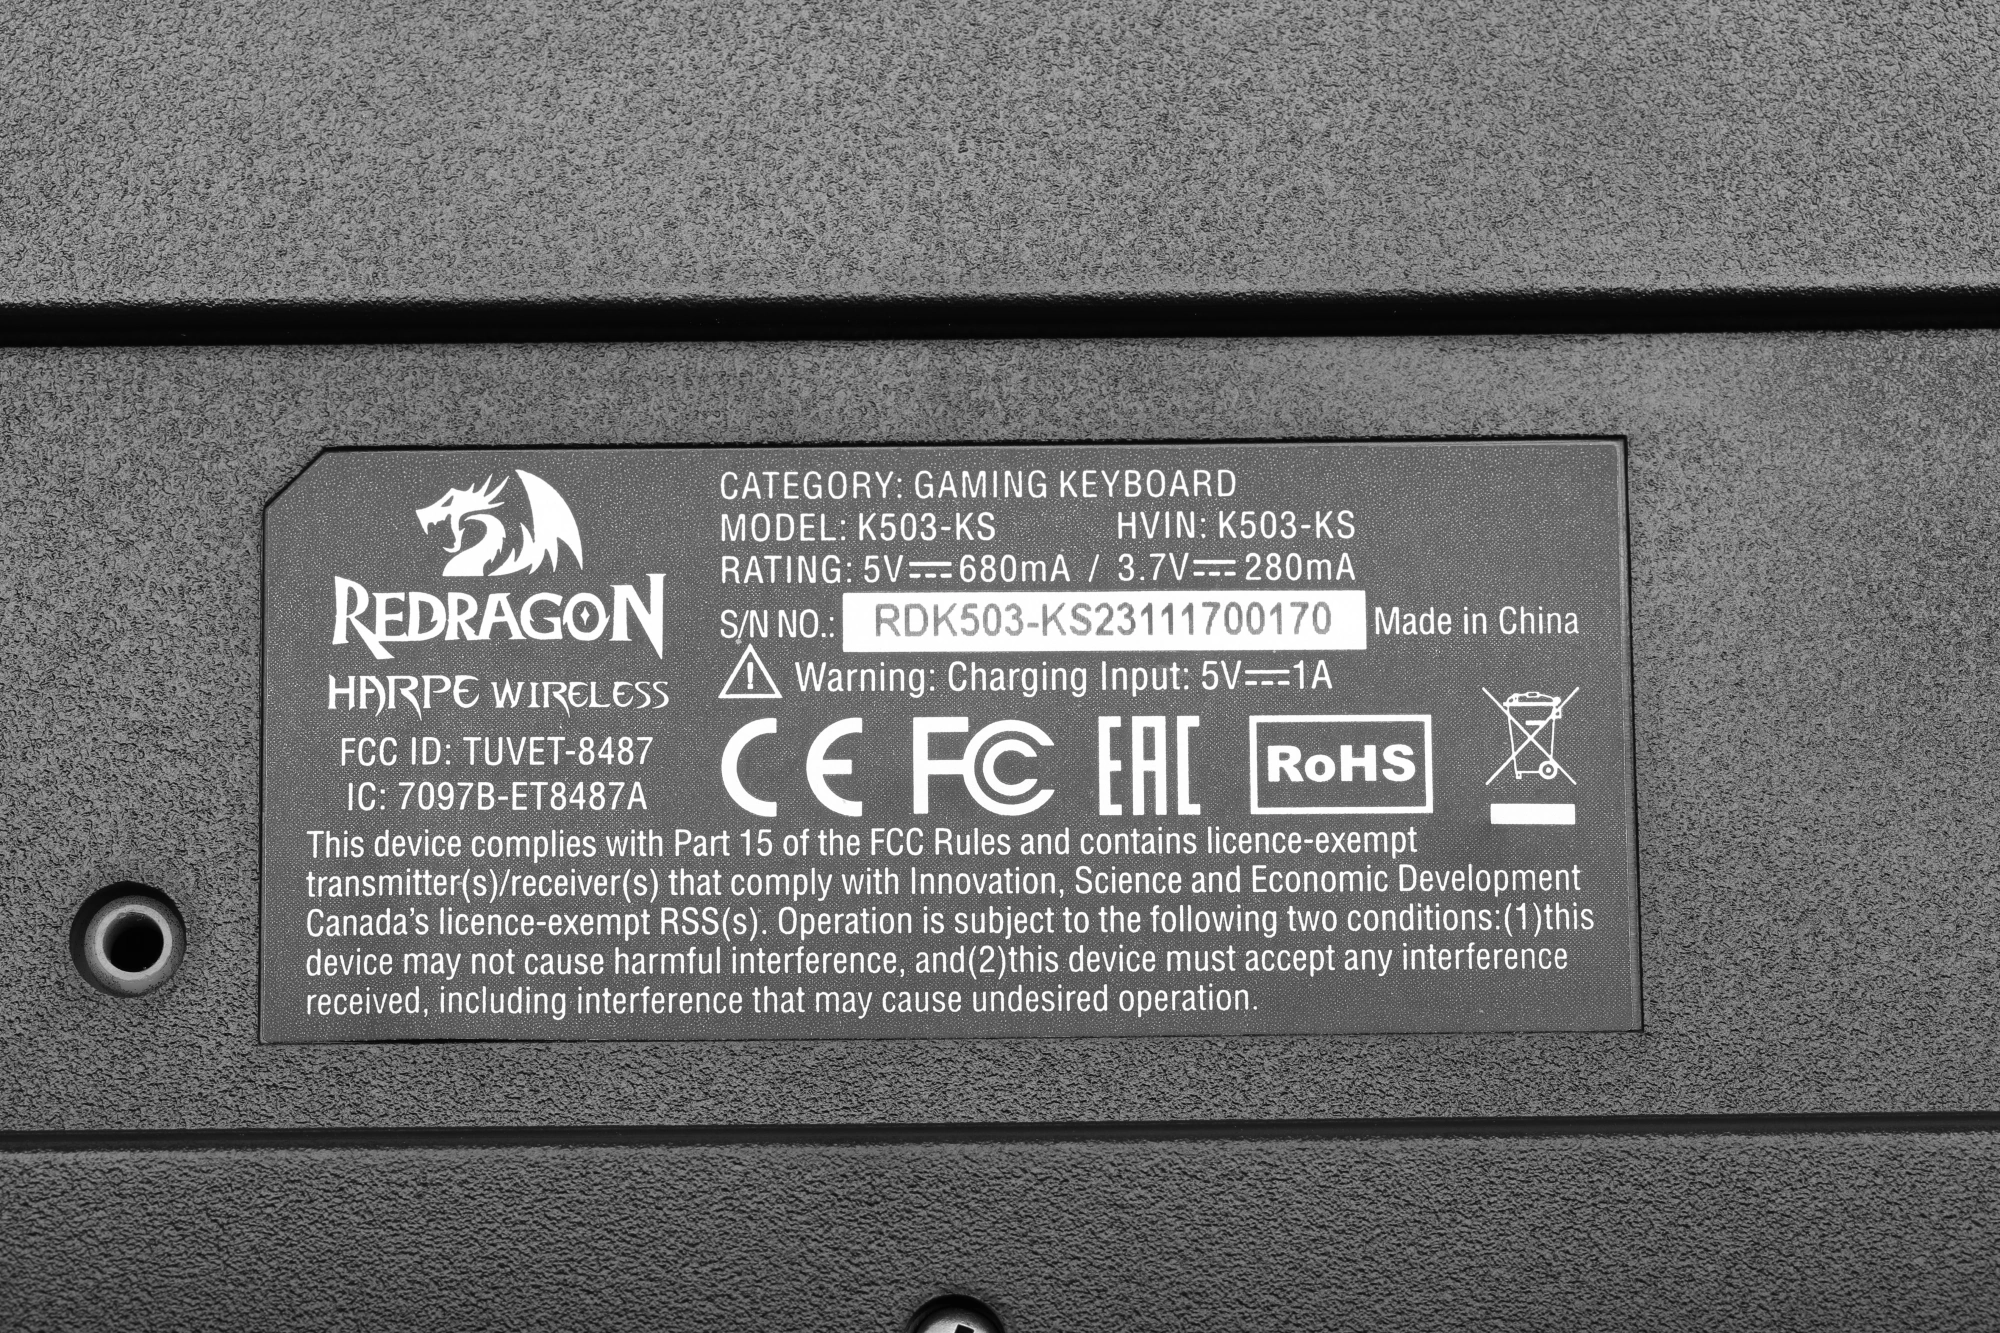 REDRAGON
HARPE WIRELESS
FCC ID: TUVET-8487
IC: 7097B-ET8487A
CATEGORY: GAMING KEYBOARD
MODEL: K503-KS HVIN: K503-KS
RATING: 5V⎓680mA / 3.7V⎓280mA
S/N NO.: RDK503-KS23111700170 Made in China
Warning: Charging Input: 5V⎓1A
CE FC EAC RoHS
This device complies with Part 15 of the FCC Rules and contains licence-exempt
transmitter(s)/receiver(s) that comply with Innovation, Science and Economic Development
Canada's licence-exempt RSS(s). Operation is subject to the following two conditions:(1)this
device may not cause harmful interference, and(2)this device must accept any interference
received, including interference that may cause undesired operation.